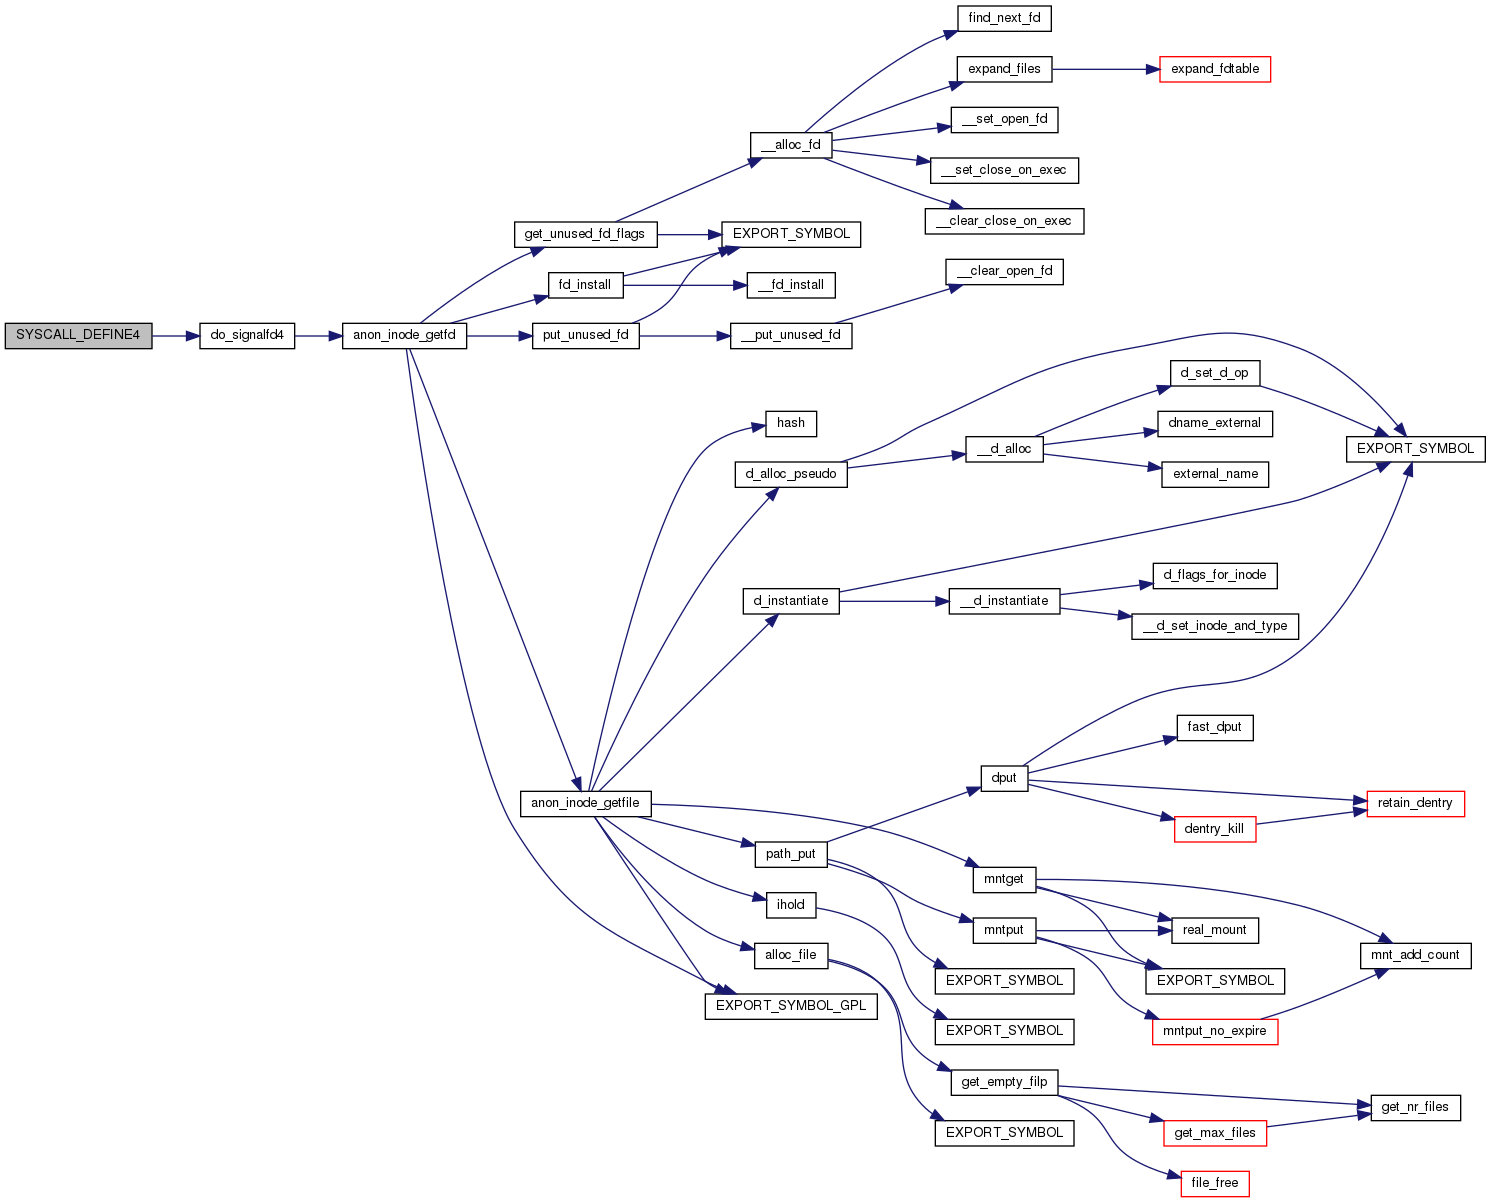 find_next_fd
expand_files
expand_fdtable
__set_open_fd
__alloc_fd
__set_close_on_exec
__clear_close_on_exec
get_unused_fd_flags
EXPORT_SYMBOL
__clear_open_fd
fd_install
__fd_install
SYSCALL_DEFINE4
do_signalfd4
anon_inode_getfd
put_unused_fd
__put_unused_fd
d_set_d_op
hash
dname_external
__d_alloc
EXPORT_SYMBOL
d_alloc_pseudo
external_name
d_flags_for_inode
d_instantiate
__d_instantiate
__d_set_inode_and_type
fast_dput
dput
anon_inode_getfile
retain_dentry
dentry_kill
path_put
mntget
ihold
mntput
real_mount
alloc_file
mnt_add_count
EXPORT_SYMBOL
EXPORT_SYMBOL
EXPORT_SYMBOL_GPL
EXPORT_SYMBOL
mntput_no_expire
get_empty_filp
get_nr_files
EXPORT_SYMBOL
get_max_files
file_free